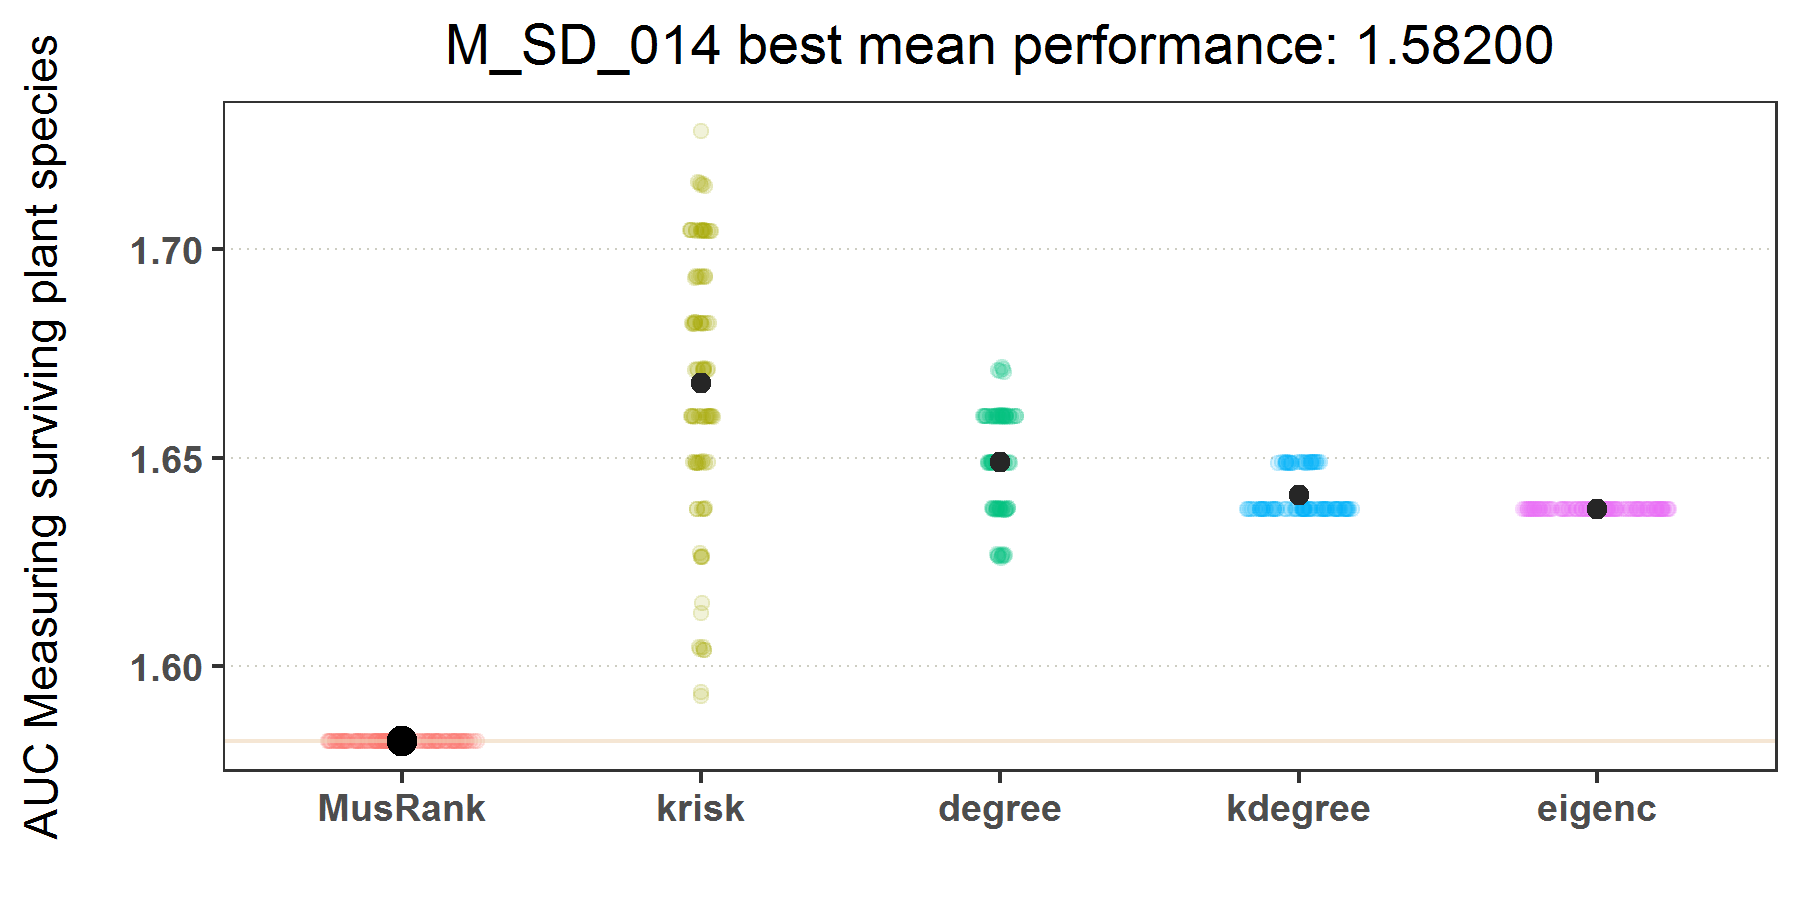 M_SD_014 best mean performance: 1.58200
AUC Measuring surviving plant species
1.70
1.65
1.60
MusRank krisk degree kdegree eigenc